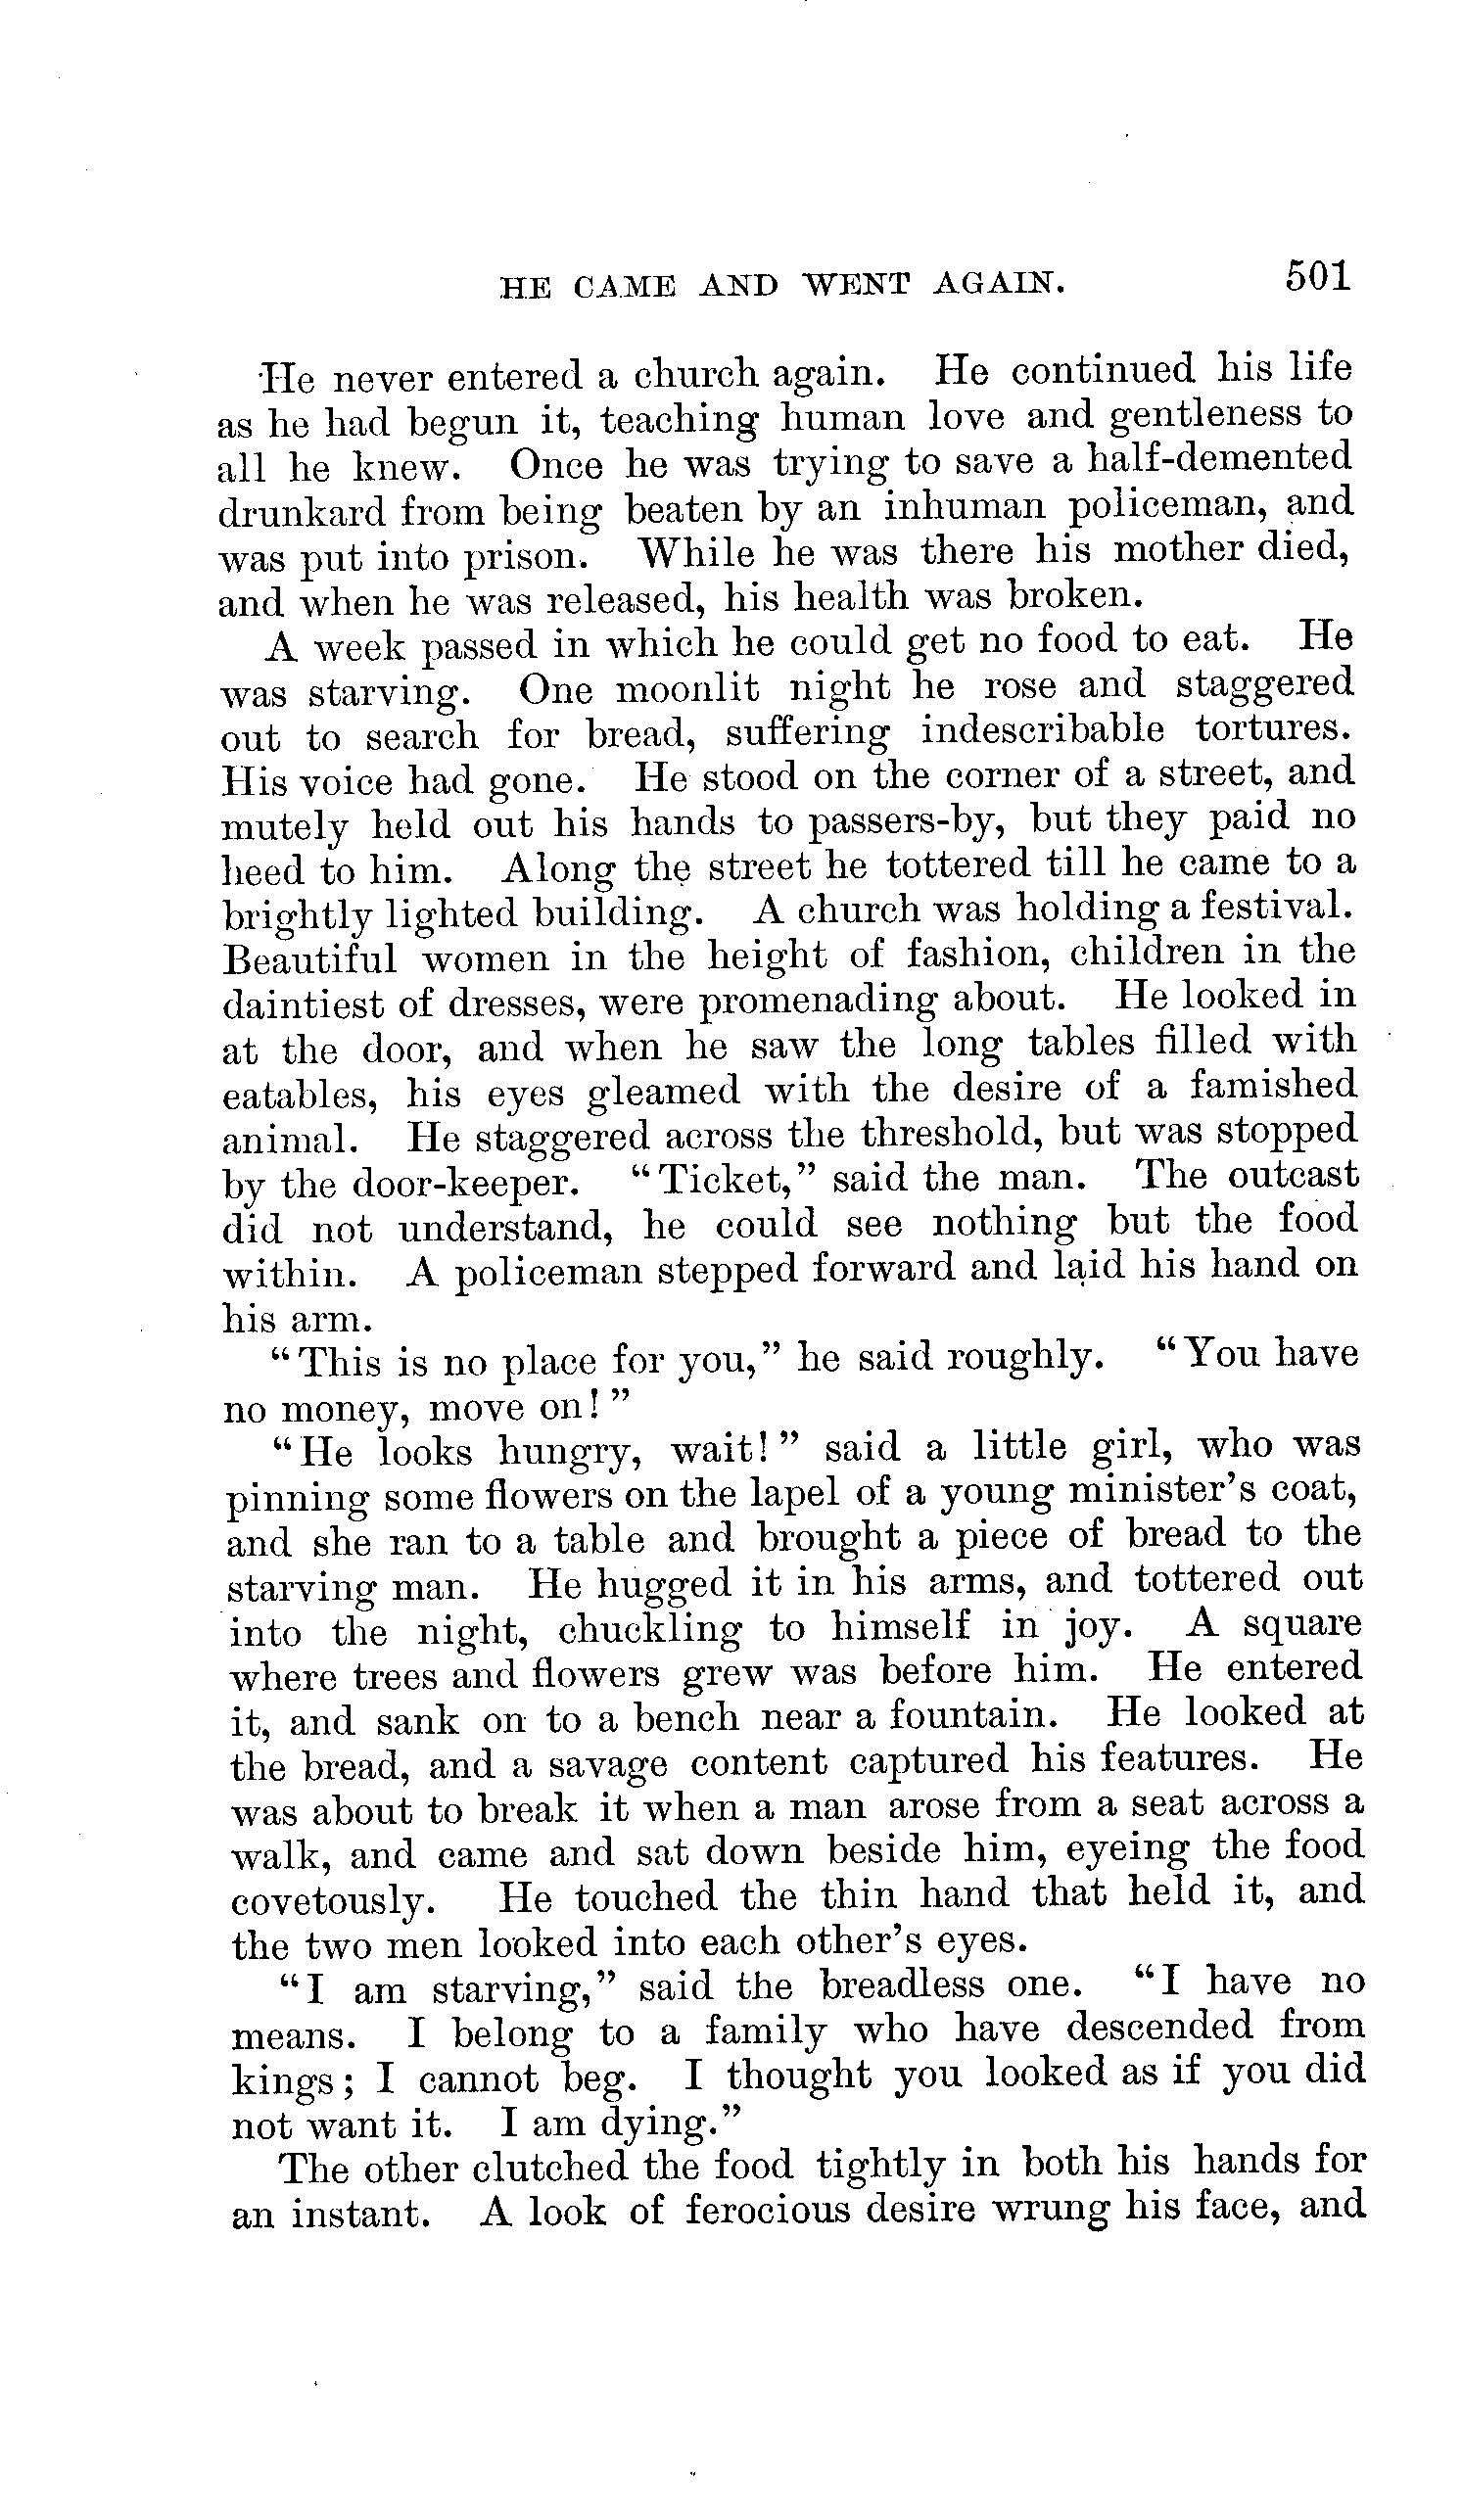 HE CAME AND WENT AGAIN. 501
He never entered a church again. He continued his life
as he had begun it, teaching human love and gentleness to
all he knew. Once he was trying to save a half-demented
drunkard from being beaten by an inhuman policeman, and
was put into prison. While he was there his mother died,
and when he was released, his health was broken.
A week passed in which he could get no food to eat. He
was starving. One moonlit night he rose and staggered
out to search for bread, suffering indescribable tortures.
His voice had gone. He stood on the corner of a street, and
mutely held out his hands to passers-by, but they paid no
heed to him. Along the street he tottered till he came to a
brightly lighted building. A church was holding a festival.
Beautiful women in the height of fashion, children in the
daintiest of dresses, were promenading about. He looked in
at the door, and when he saw the long tables filled with
eatables, his eyes gleamed with the desire of a famished
animal. He staggered across the threshold, but was stopped
by the door-keeper. "Ticket," said the man. The outcast
did not understand, he could see nothing but the food
within. A policeman stepped forward and laid his hand on
his arm.
"This is no place for you," he said roughly. "You have
no money, move on!"
"He looks hungry, wait!" said a little girl, who was
pinning some flowers on the lapel of a young minister's coat,
and she ran to a table and brought a piece of bread to the
starving man. He hugged it in his arms, and tottered out
into the night, chuckling to himself in joy. A square
where trees and flowers grew was before him. He entered
it, and sank on to a bench near a fountain. He looked at
the bread, and a savage content captured his features. He
was about to break it when a man arose from a seat across a
walk, and came and sat down beside him, eyeing the food
covetously. He touched the thin hand that held it, and
the two men looked into each other's eyes.
"I am starving," said the breadless one. "I have no
means. I belong to a family who have descended from
kings; I cannot beg. I thought you looked as if you did
not want it. I am dying."
The other clutched the food tightly in both his hands for
an instant. A look of ferocious desire wrung his face, and